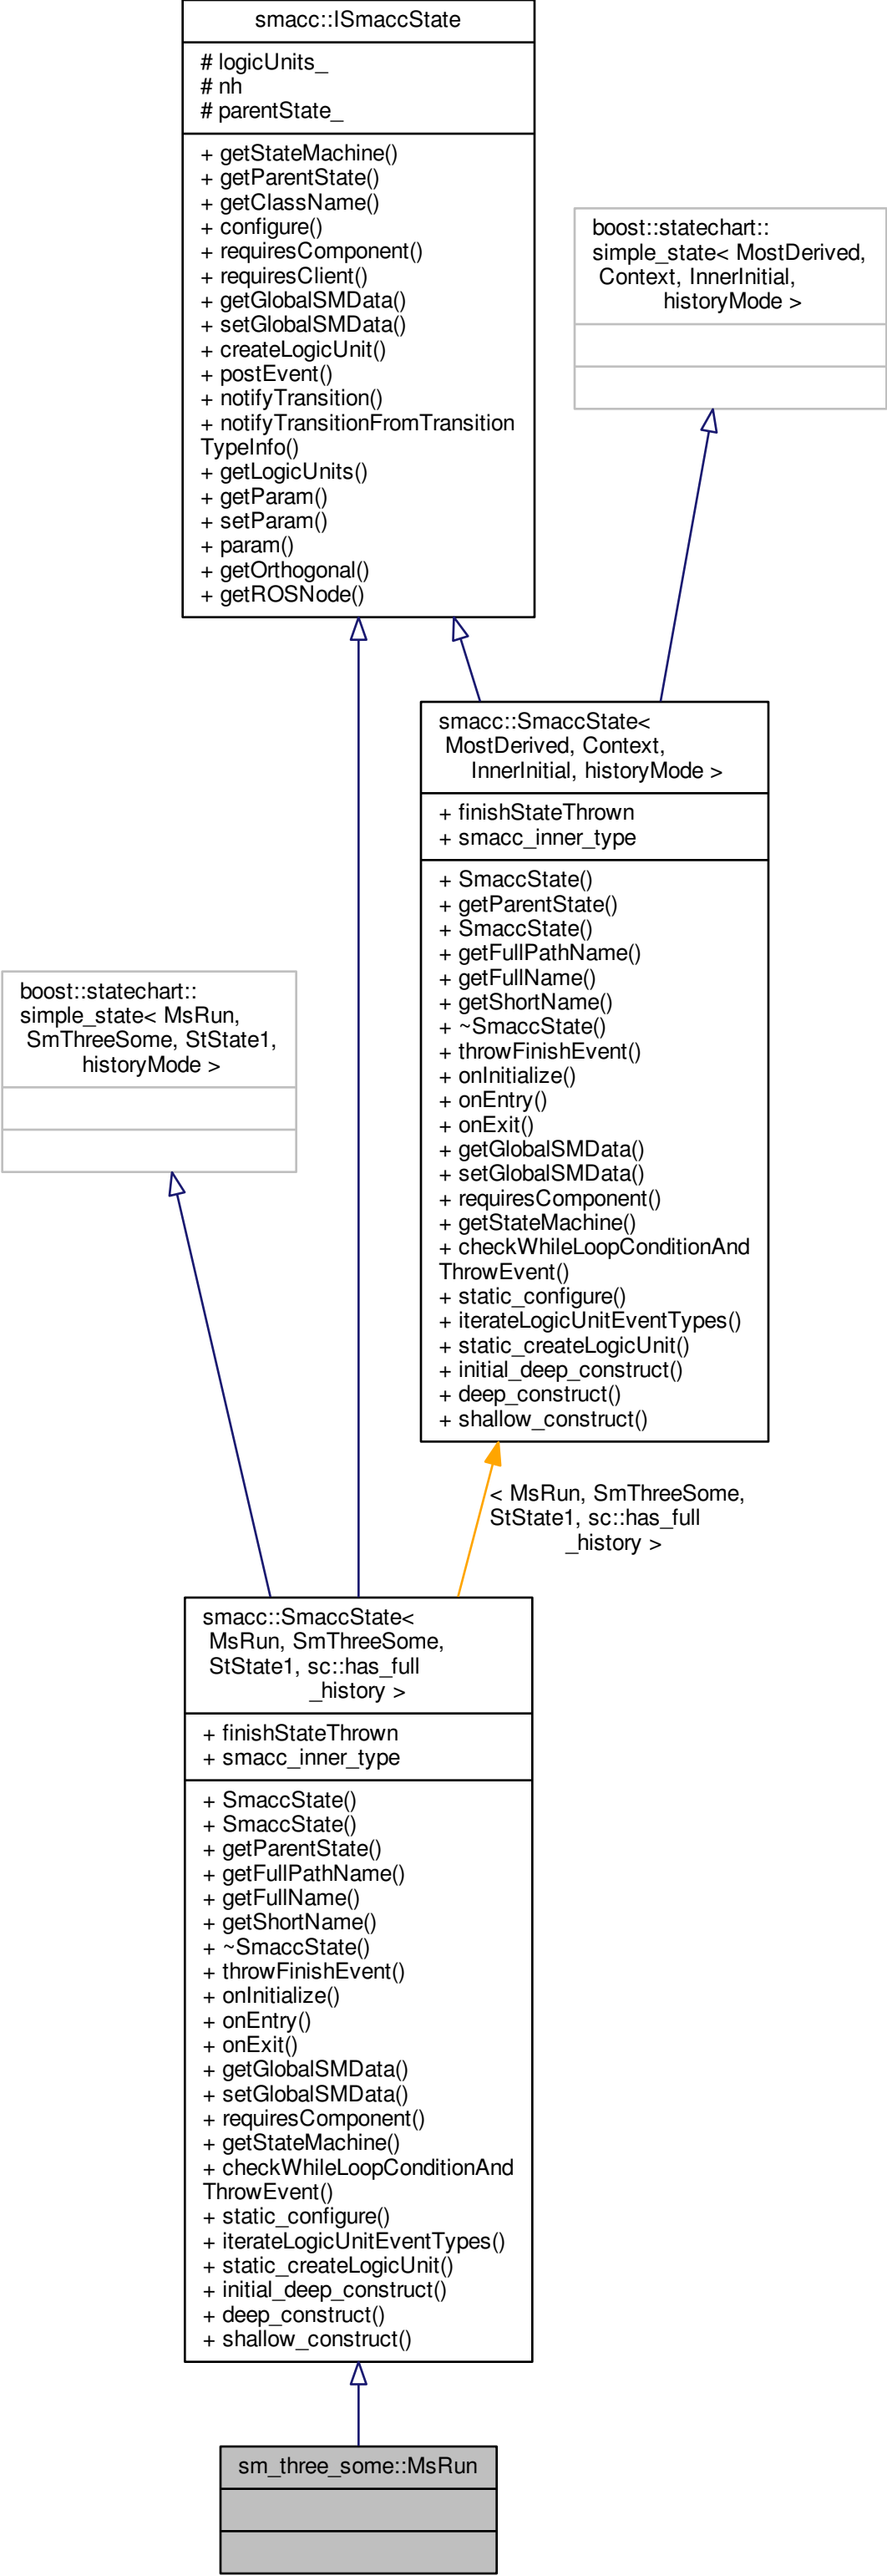 smacc::ISmaccState
# logicUnits_
# nh
# parentState_
+ getStateMachine()
+ getParentState()
+ getClassName()
+ configure()
+ requiresComponent()
+ requiresClient()
+ getGlobalSMData()
+ setGlobalSMData()
+ createLogicUnit()
+ postEvent()
+ notifyTransition()
+ notifyTransitionFromTransition
TypeInfo()
+ getLogicUnits()
+ getParam()
+ setParam()
+ param()
+ getOrthogonal()
+ getROSNode()
boost::statechart::
simple_state< MostDerived,
Context, InnerInitial,
historyMode >
smacc::SmaccState<
MostDerived, Context,
InnerInitial, historyMode >
+ finishStateThrown
+ smacc_inner_type
+ SmaccState()
+ getParentState()
+ SmaccState()
+ getFullPathName()
+ getFullName()
+ getShortName()
+ ~SmaccState()
+ throwFinishEvent()
+ onInitialize()
+ onEntry()
+ onExit()
+ getGlobalSMData()
+ setGlobalSMData()
+ requiresComponent()
+ getStateMachine()
+ checkWhileLoopConditionAnd
ThrowEvent()
+ static_configure()
+ iterateLogicUnitEventTypes()
+ static_createLogicUnit()
+ initial_deep_construct()
+ deep_construct()
+ shallow_construct()
boost::statechart::
simple_state< MsRun,
SmThreeSome, StState1,
historyMode >
< MsRun, SmThreeSome,
StState1, sc::has_full
_history >
smacc::SmaccState<
MsRun, SmThreeSome,
StState1, sc::has_full
_history >
+ finishStateThrown
+ smacc_inner_type
+ SmaccState()
+ SmaccState()
+ getParentState()
+ getFullPathName()
+ getFullName()
+ getShortName()
+ ~SmaccState()
+ throwFinishEvent()
+ onInitialize()
+ onEntry()
+ onExit()
+ getGlobalSMData()
+ setGlobalSMData()
+ requiresComponent()
+ getStateMachine()
+ checkWhileLoopConditionAnd
ThrowEvent()
+ static_configure()
+ iterateLogicUnitEventTypes()
+ static_createLogicUnit()
+ initial_deep_construct()
+ deep_construct()
+ shallow_construct()
sm_three_some::MsRun